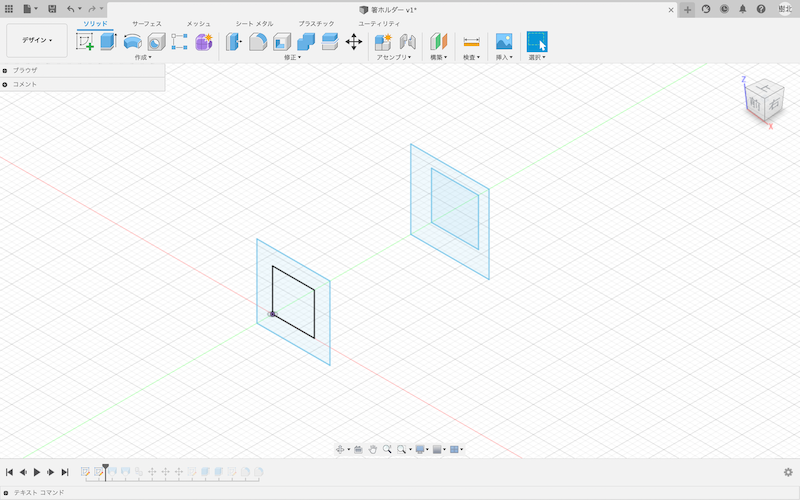 箸ホルダー v1*
樹北
デザイン
ソリッド サーフェス メッシュ シート メタル プラスチック ユーティリティ
作成 修正 アセンブリ 構築 検査 挿入 選択
ブラウザ
コメント
Z
上
前 右
X
テキスト コマンド